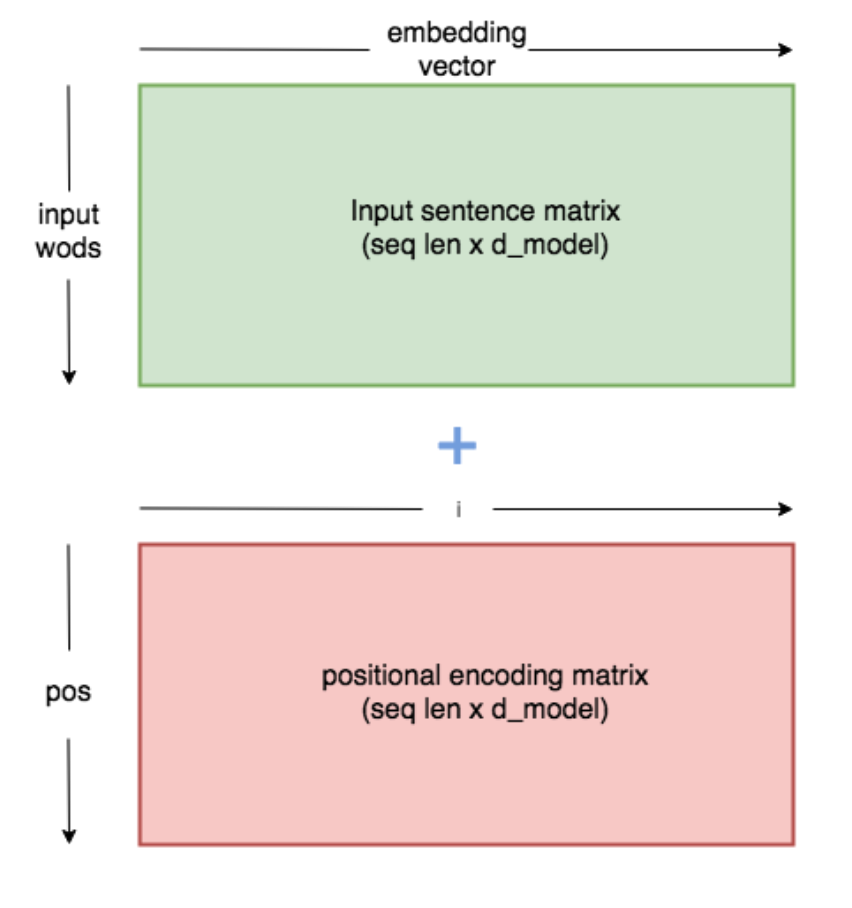 embedding
vector
input
wods
Input sentence matrix
(seq len x d_model)
+
i
pos
positional encoding matrix
(seq len x d_model)